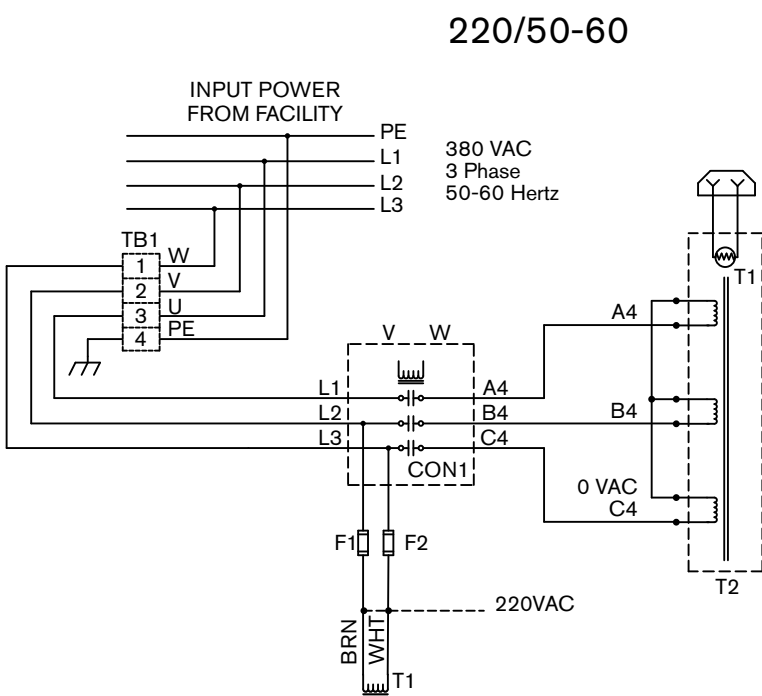 220/50-60
INPUT POWER
FROM FACILITY
PE
L1
L2
L3
380 VAC
3 Phase
50-60 Hertz
TB1
1 W
2 V
3 U
4 PE
T1
V W
A4
L1 A4
L2 B4
L3 C4
B4
CON1
0 VAC
C4
F1 F2
T2
220VAC
BRN
WHT
T1